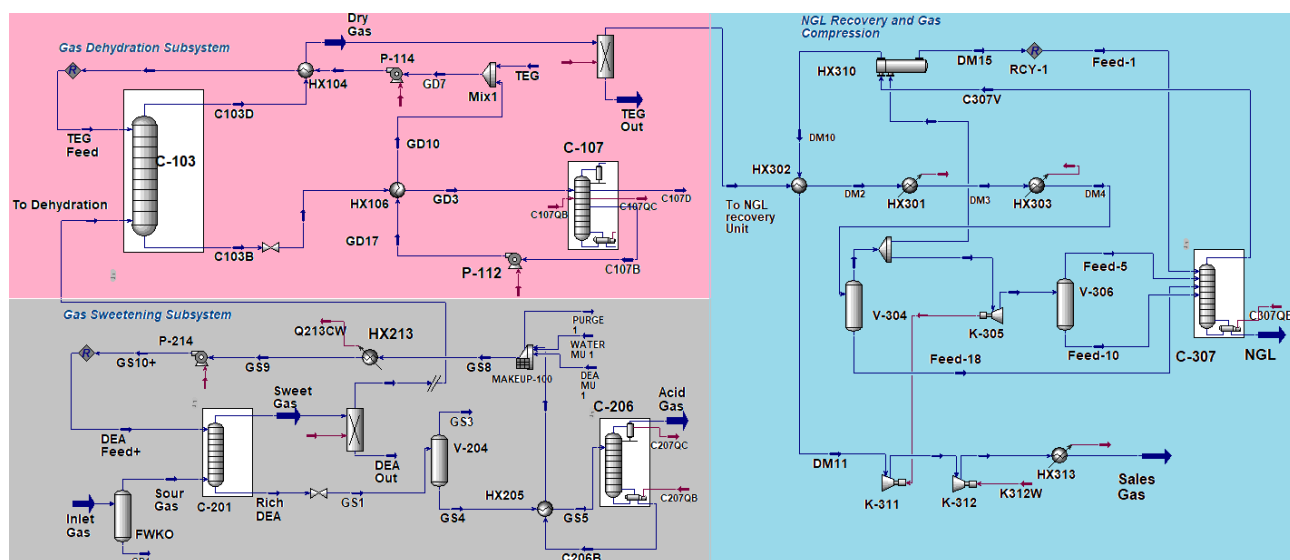 Gas Dehydration Subsystem
Dry
Gas
R
HX104
P-114
GD7
TEG
Mix1
TEG
Out
C103D
TEG
Feed
C-103
GD10
C-107
To Dehydration
HX106
GD3
C107D
C107QB
C107QC
GD17
C103B
P-112
C107B
Gas Sweetening Subsystem
Q213CW
HX213
PURGE
1
WATER
MU 1
P-214
R
GS10+
GS9
GS8
MAKEUP-100
DEA
MU
1
Sweet
Gas
C-206
Acid
Gas
GS3
C207QC
DEA
Feed+
V-204
DEA
Out
HX205
C207QB
Sour
Gas
Rich
DEA
GS1
GS4
GS5
Inlet
Gas
C-201
FWKO
C206B
NGL Recovery and Gas
Compression
HX310
DM15
R
RCY-1
Feed-1
C307V
DM10
HX302
To NGL
recovery
Unit
DM2
HX301
DM3
HX303
DM4
Feed-5
V-306
V-304
K-305
C307QB
Feed-18
Feed-10
C-307
NGL
DM11
HX313
K-311
K-312
K312W
Sales
Gas